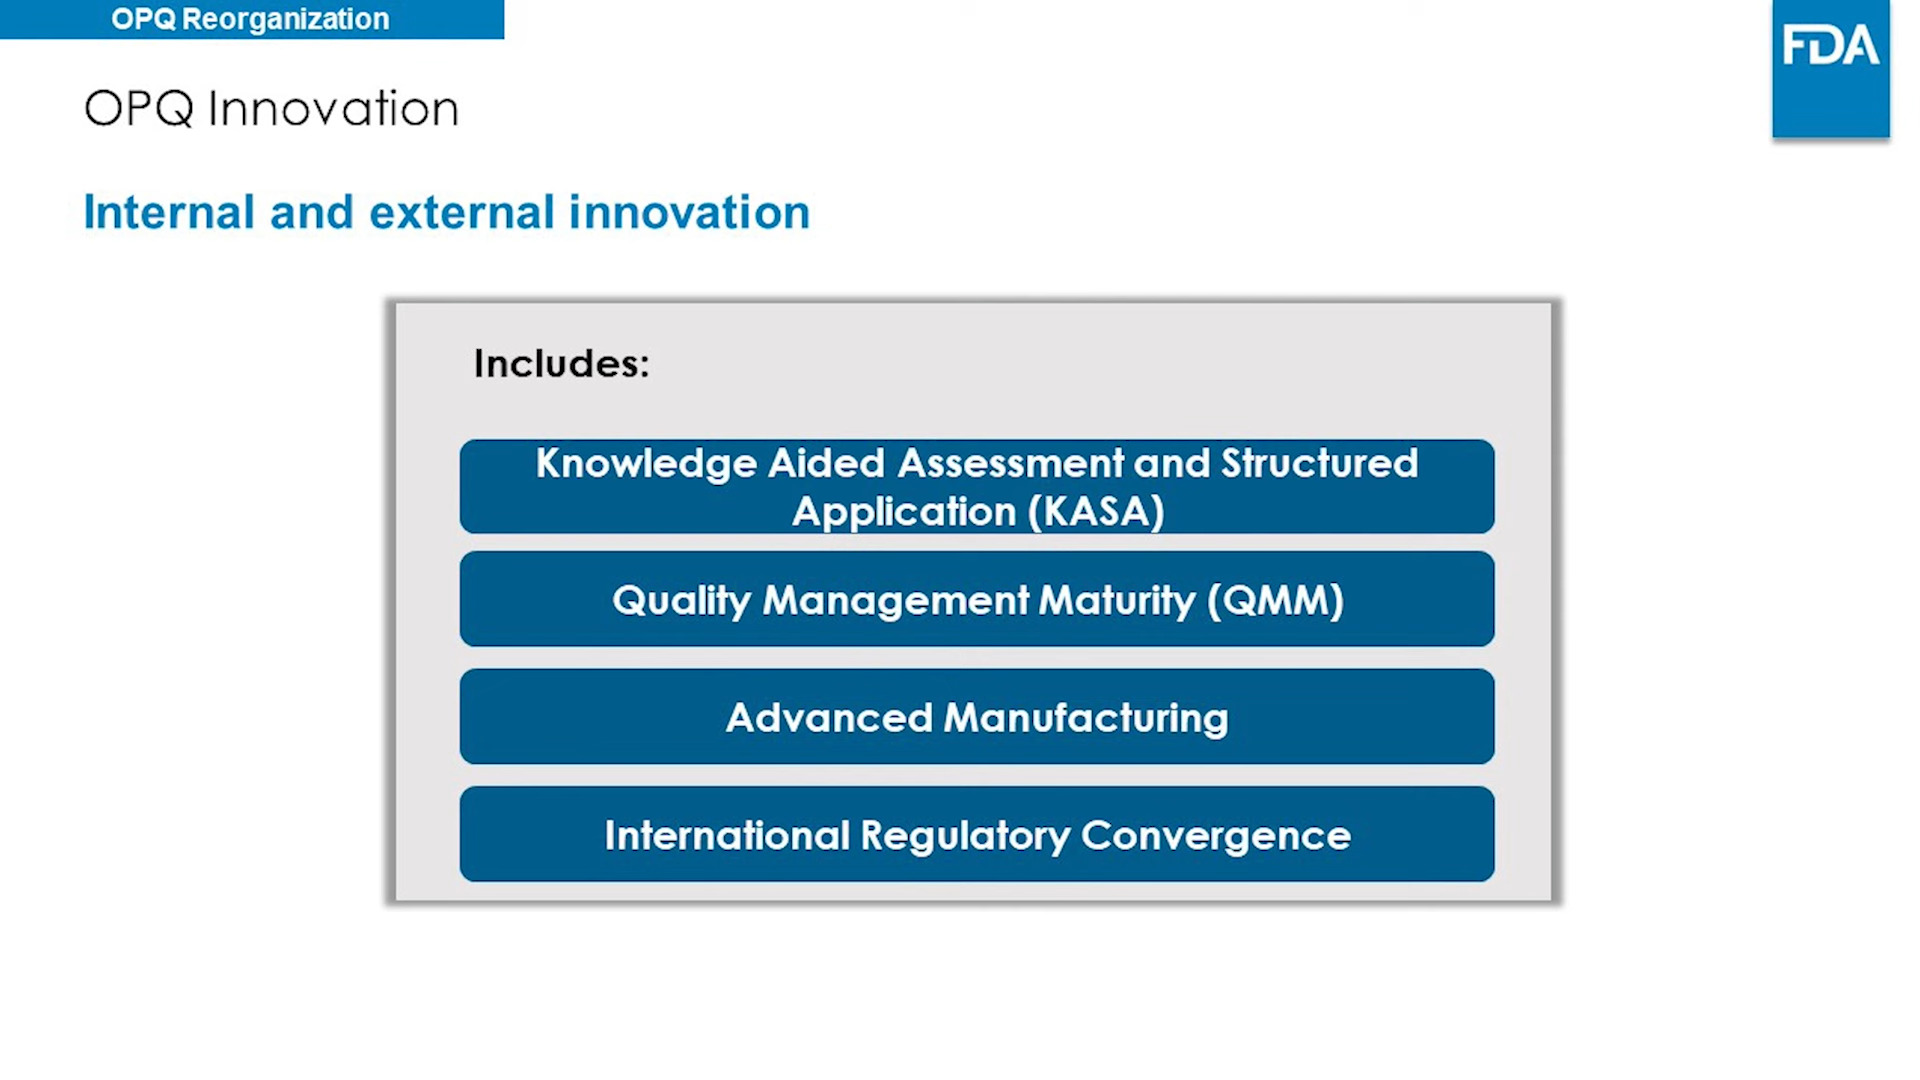 OPQ Reorganization
FDA
OPQ Innovation
Internal and external innovation
Includes:
Knowledge Aided Assessment and Structured
Application (KASA)
Quality Management Maturity (QMM)
Advanced Manufacturing
International Regulatory Convergence